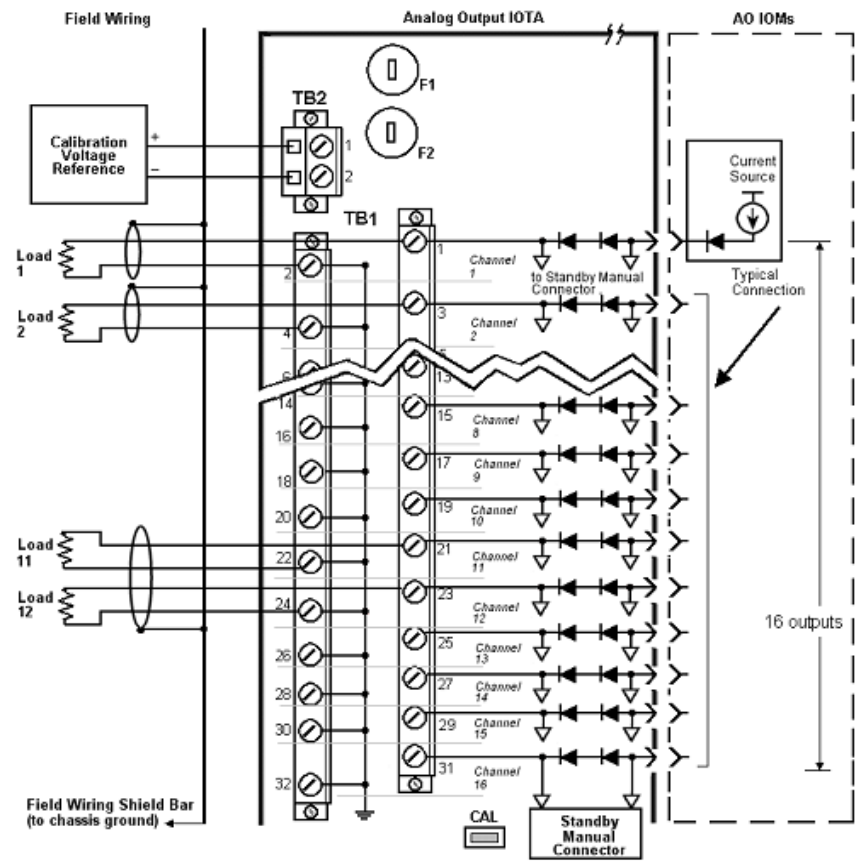 Field Wiring
Analog Output IOTA
AO IOMs
F1
TB2
Calibration
Voltage
Reference
+
−
1
2
F2
Current
Source
TB1
Load
1
2
1
Channel
1
to Standby Manual
Connector
Typical
Connection
Load
2
4
3
Channel
2
6
13
14
15
Channel
8
16
17
Channel
9
18
19
Channel
10
20
Load
11
21
Channel
11
22
Load
12
23
Channel
12
24
16 outputs
25
Channel
13
26
27
Channel
14
28
29
Channel
15
30
31
Channel
16
32
Field Wiring Shield Bar
(to chassis ground)
CAL
Standby
Manual
Connector